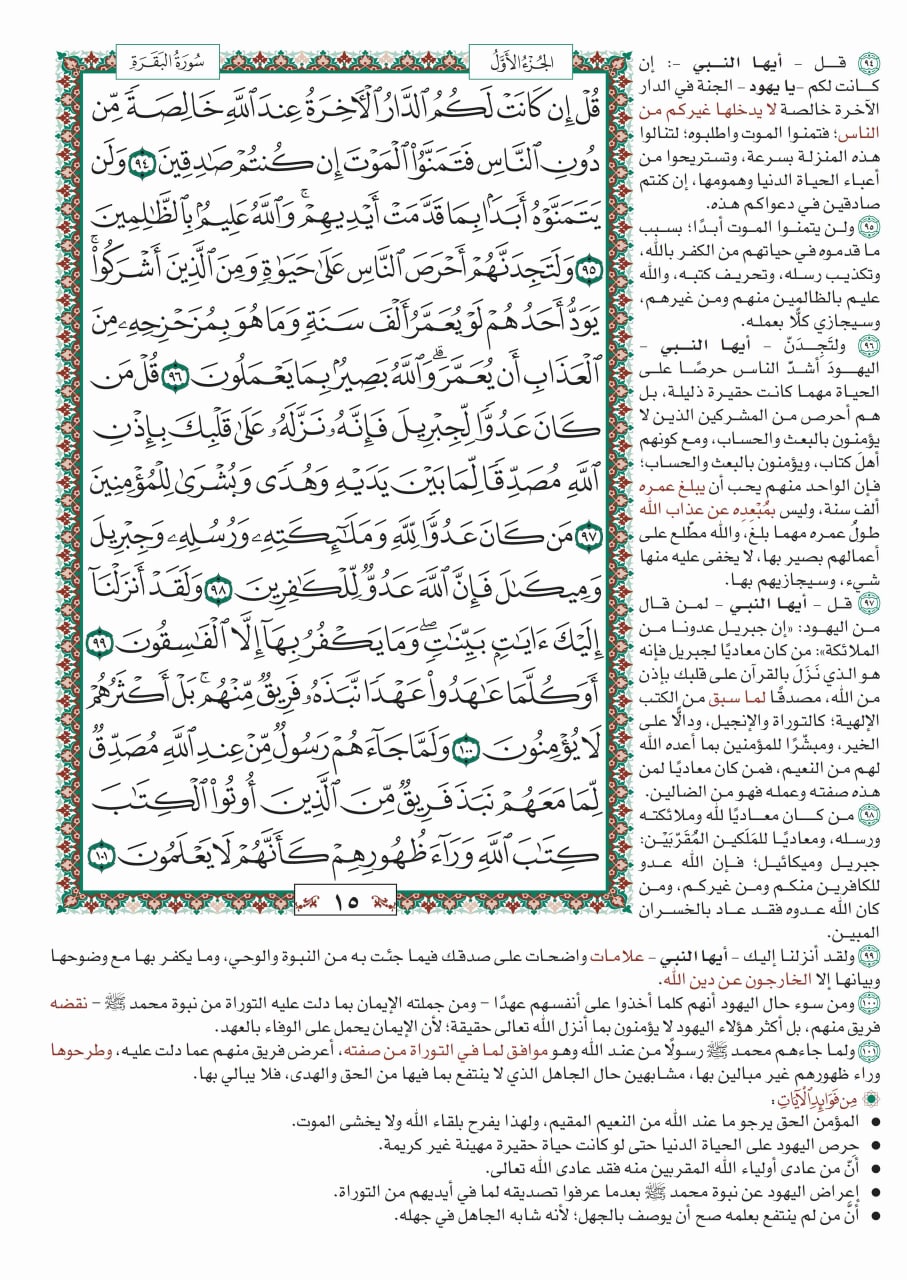 الجُزْءُ الأَوَّلُ
سُورَةُ البَقَرَةِ
قُلۡ إِن كَانَتۡ لَكُمُ ٱلدَّارُ ٱلۡأٓخِرَةُ عِندَ ٱللَّهِ خَالِصَةٗ مِّن
دُونِ ٱلنَّاسِ فَتَمَنَّوُاْ ٱلۡمَوۡتَ إِن كُنتُمۡ صَٰدِقِينَ ٩٤ وَلَن
يَتَمَنَّوۡهُ أَبَدَۢا بِمَا قَدَّمَتۡ أَيۡدِيهِمۡۚ وَٱللَّهُ عَلِيمُۢ بِٱلظَّٰلِمِينَ
٩٥ وَلَتَجِدَنَّهُمۡ أَحۡرَصَ ٱلنَّاسِ عَلَىٰ حَيَوٰةٖ وَمِنَ ٱلَّذِينَ أَشۡرَكُواْۚ
يَوَدُّ أَحَدُهُمۡ لَوۡ يُعَمَّرُ أَلۡفَ سَنَةٖ وَمَا هُوَ بِمُزَحۡزِحِهِۦ مِنَ
ٱلۡعَذَابِ أَن يُعَمَّرَۗ وَٱللَّهُ بَصِيرُۢ بِمَا يَعۡمَلُونَ ٩٦ قُلۡ مَن
كَانَ عَدُوّٗا لِّجِبۡرِيلَ فَإِنَّهُۥ نَزَّلَهُۥ عَلَىٰ قَلۡبِكَ بِإِذۡنِ
ٱللَّهِ مُصَدِّقٗا لِّمَا بَيۡنَ يَدَيۡهِ وَهُدٗى وَبُشۡرَىٰ لِلۡمُؤۡمِنِينَ
٩٧ مَن كَانَ عَدُوّٗا لِّلَّهِ وَمَلَٰٓئِكَتِهِۦ وَرُسُلِهِۦ وَجِبۡرِيلَ
وَمِيكَىٰلَ فَإِنَّ ٱللَّهَ عَدُوّٞ لِّلۡكَٰفِرِينَ ٩٨ وَلَقَدۡ أَنزَلۡنَآ
إِلَيۡكَ ءَايَٰتِۭ بَيِّنَٰتٖۖ وَمَا يَكۡفُرُ بِهَآ إِلَّا ٱلۡفَٰسِقُونَ ٩٩
أَوَكُلَّمَا عَٰهَدُواْ عَهۡدٗا نَّبَذَهُۥ فَرِيقٞ مِّنۡهُمۚ بَلۡ أَكۡثَرُهُمۡ
لَا يُؤۡمِنُونَ ١٠٠ وَلَمَّا جَآءَهُمۡ رَسُولٞ مِّنۡ عِندِ ٱللَّهِ مُصَدِّقٞ
لِّمَا مَعَهُمۡ نَبَذَ فَرِيقٞ مِّنَ ٱلَّذِينَ أُوتُواْ ٱلۡكِتَٰبَ
كِتَٰبَ ٱللَّهِ وَرَآءَ ظُهُورِهِمۡ كَأَنَّهُمۡ لَا يَعۡلَمُونَ ١٠١
١٥
٩٤ قـل – أيها النبي –: إن
كـانت لكم –يا يهود– الجنة في الدار
الآخرة خالصة لا يدخلها غيركم من
الناس؛ فتمنوا الموت واطلبوه؛ لتنالوا
هذه المنزلة بسرعة، وتستريحوا من
أعباء الحياة الدنيا وهمومها، إن كنتم
صادقين في دعواكم هذه.
٩٥ ولن يتمنوا الموت أبدًا؛ بسبب
ما قدموه في حياتهم من الكفر بالله،
وتكذيب رسله، وتحريف كتبه، والله
عليم بالظالمين منهم ومن غيرهم،
وسيجازي كلًّا بعمله.
٩٦ ولتَجِدَنّ – أيها النبي –
اليهودَ أشدّ الناس حرصًا على
الحياة مهما كانت حقيرة ذليلة، بل
هم أحرص من المشركين الذين لا
يؤمنون بالبعث والحساب، ومع كونهم
أهلَ كتاب، ويؤمنون بالبعث والحساب؛
فإن الواحد منهم يحب أن يبلغ عمره
ألف سنة، وليس بمُبْعِدِه عن عذاب الله
طولُ عمره مهما بلغ، والله مطّلع على
أعمالهم بصير بها، لا يخفى عليه منها
شيء، وسيجازيهم بها.
٩٧ قل – أيها النبي – لمن قال
من اليهود: «إن جبريل عدونا من
الملائكة»: من كان معاديًا لجبريل فإنه
هو الذي نَزَلَ بالقرآن على قلبك بإذن
من الله، مصدقًا لما سبق من الكتب
الإلهية؛ كالتوراة والإنجيل، ودالًّا على
الخير، ومبشّرًا للمؤمنين بما أعده الله
لهم من النعيم، فمن كان معاديًا لمن
هذه صفته وعمله فهو من الضالين.
٩٨ من كـان معـاديًا لله وملائكته
ورسله، ومعاديًا للمَلَكين المُقَرّبَيْن:
جبريل وميكائيل؛ فإن الله عدو
للكافرين منكم ومن غيركم، ومن
كان الله عدوه فقد عاد بالخسران
المبين.
٩٩ ولقد أنزلنا إليك – أيها النبي – علامات واضحات على صدقك فيما جئت به من النبوة والوحي، وما يكفر بها مع وضوحها
وبيانها إلا الخارجون عن دين الله.
١٠٠ ومن سوء حال اليهود أنهم كلما أخذوا على أنفسهم عهدًا – ومن جملته الإيمان بما دلت عليه التوراة من نبوة محمد ﷺ – نقضه
فريق منهم، بل أكثر هؤلاء اليهود لا يؤمنون بما أنزل الله تعالى حقيقة؛ لأن الإيمان يحمل على الوفاء بالعهد.
١٠١ ولما جاءهم محمد ﷺ رسولًا من عند الله وهو موافق لما في التوراة من صفته، أعرض فريق منهم عما دلت عليه، وطرحوها
وراء ظهورهم غير مبالين بها، مشابهين حال الجاهل الذي لا ينتفع بما فيها من الحق والهدى، فلا يبالي بها.
مِن فَوَائِدِ الآيَاتِ:
• المؤمن الحق يرجو ما عند الله من النعيم المقيم، ولهذا يفرح بلقاء الله ولا يخشى الموت.
• حِرص اليهود على الحياة الدنيا حتى لو كانت حياة حقيرة مهينة غير كريمة.
• أنّ من عادى أولياء الله المقربين منه فقد عادى الله تعالى.
• إعراض اليهود عن نبوة محمد ﷺ بعدما عرفوا تصديقه لما في أيديهم من التوراة.
• أنَّ من لم ينتفع بعلمه صح أن يوصف بالجهل؛ لأنه شابه الجاهل في جهله.